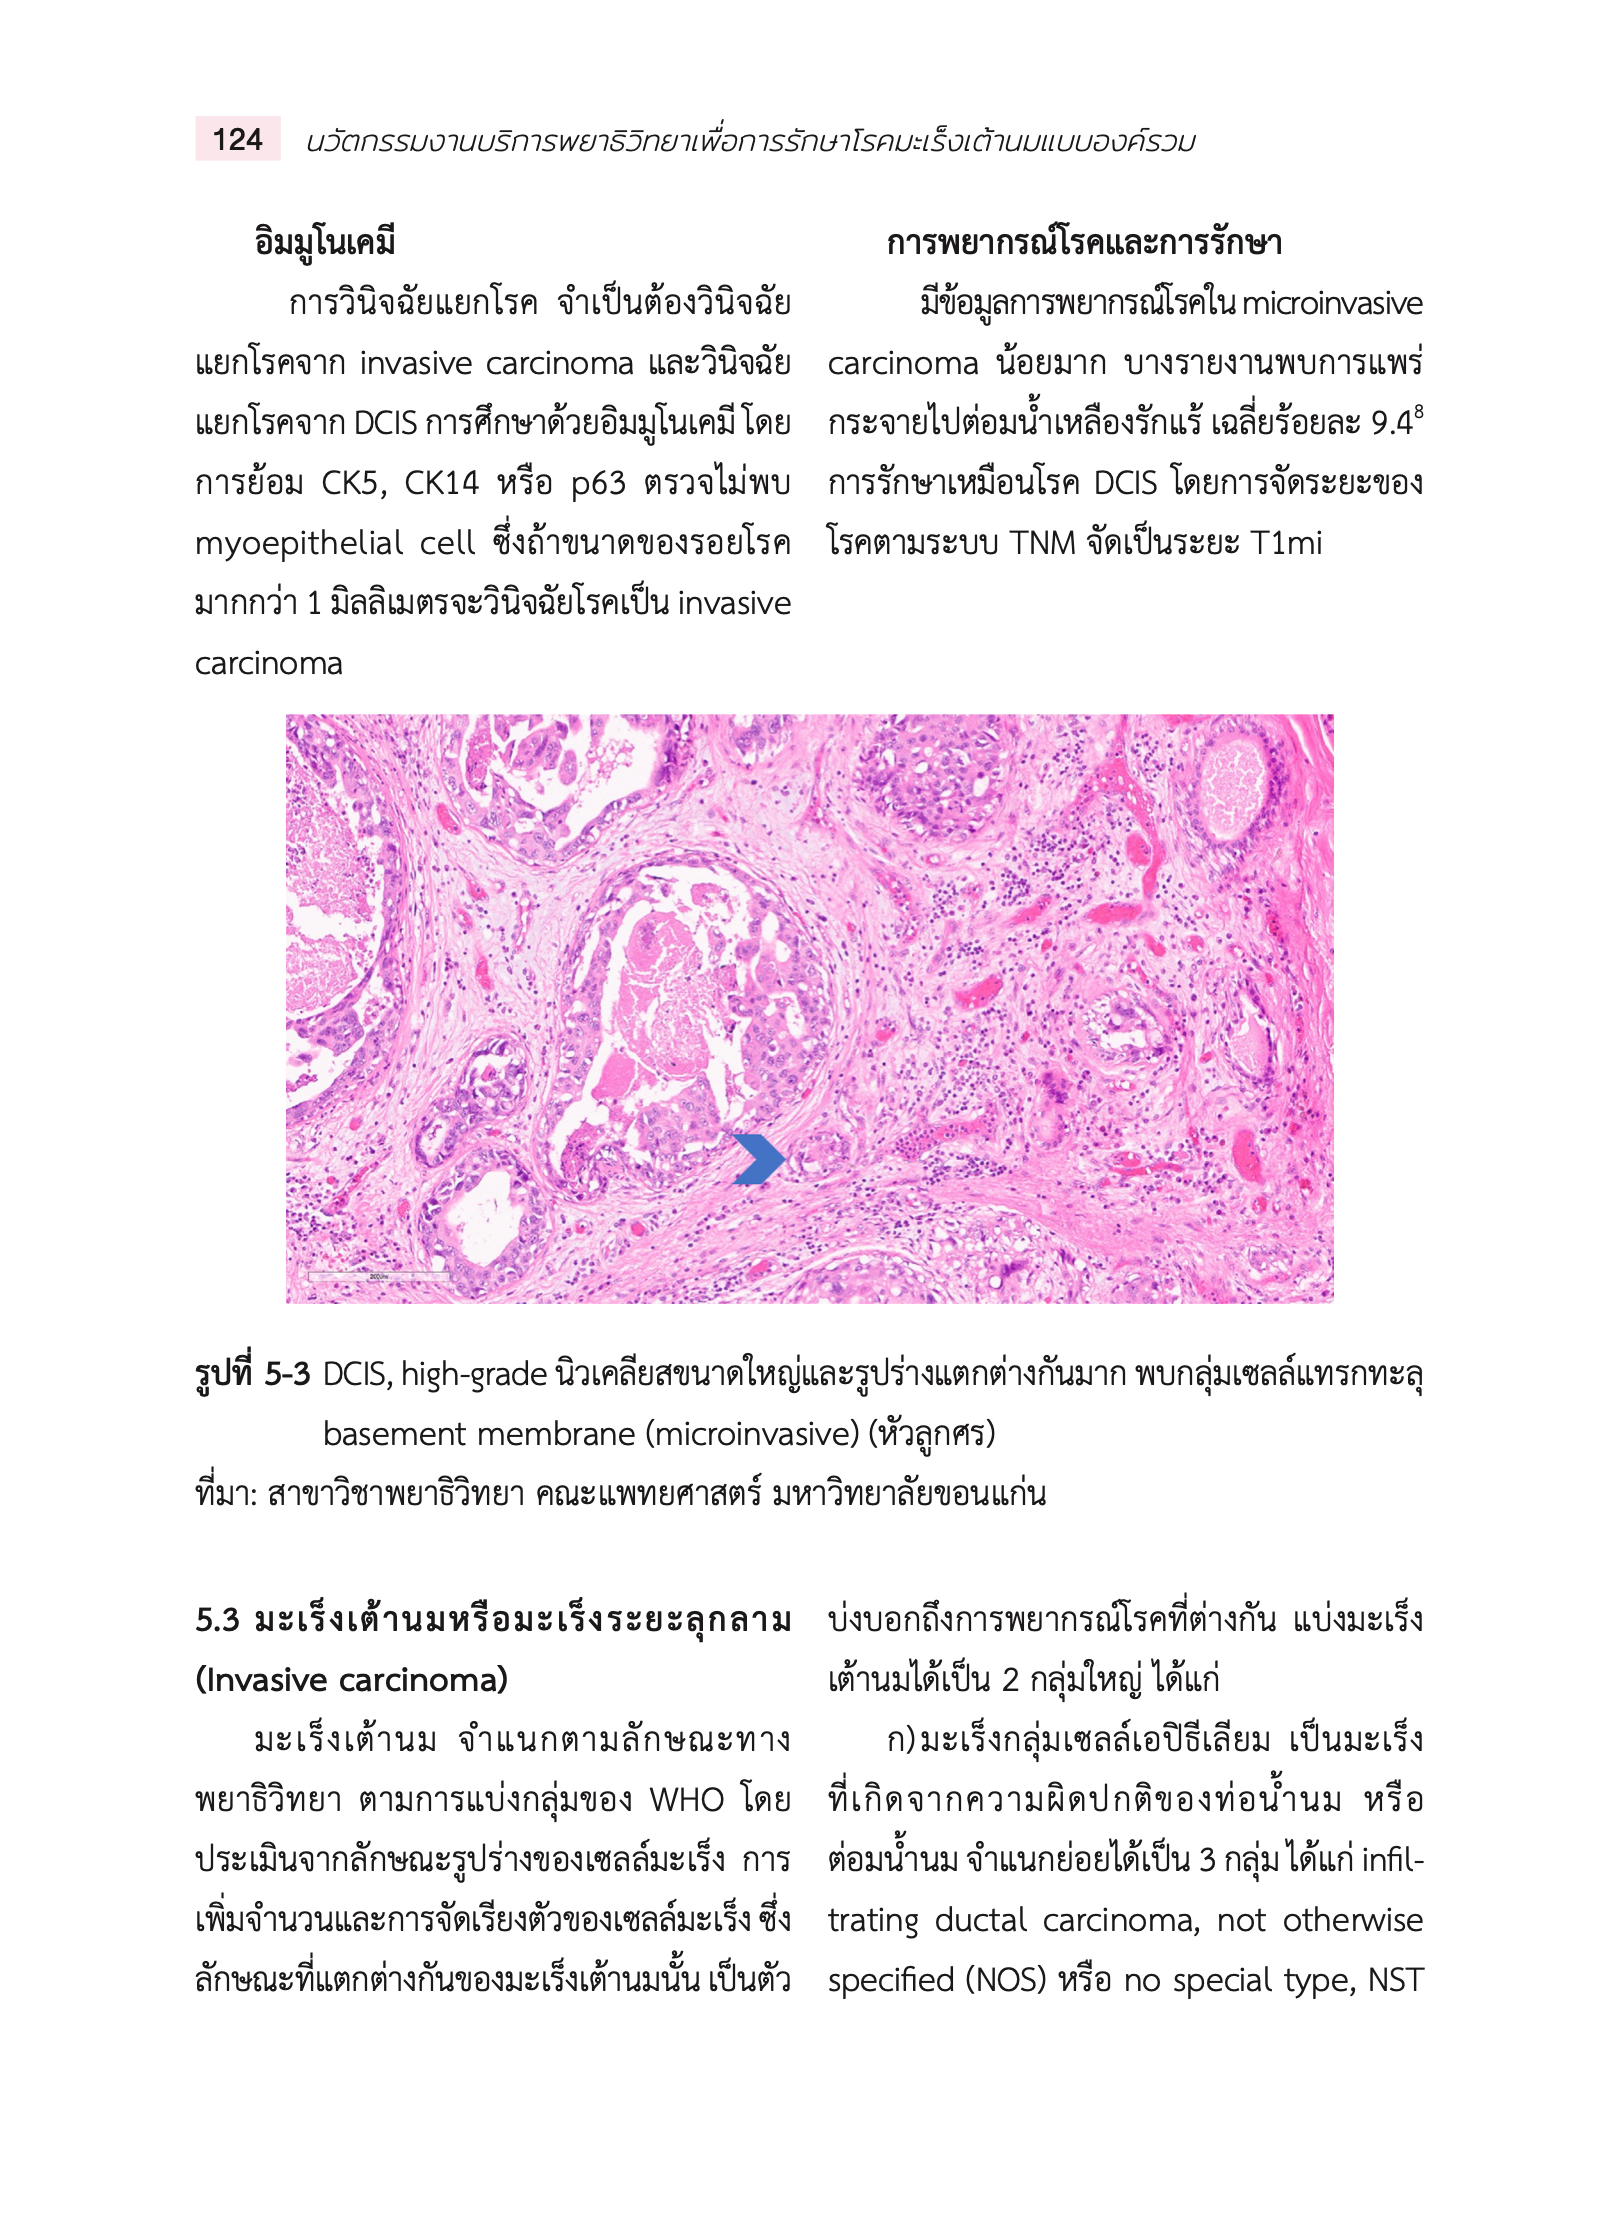 124 นวัตกรรมงานบริการพยาธิวิทยาเพื่อการรักษาโรคมะเร็งเต้านมแบบองค์รวม
อิมมูโนเคมี
การวินิจฉัยแยกโรค จำเป็นต้องวินิจฉัย
แยกโรคจาก invasive carcinoma และวินิจฉัย
แยกโรคจาก DCIS การศึกษาด้วยอิมมูโนเคมี โดย
การย้อม CK5, CK14 หรือ p63 ตรวจไม่พบ
myoepithelial cell ซึ่งถ้าขนาดของรอยโรค
มากกว่า 1 มิลลิเมตรจะวินิจฉัยโรคเป็น invasive
carcinoma
การพยากรณ์โรคและการรักษา
มีข้อมูลการพยากรณ์โรคใน microinvasive
carcinoma น้อยมาก บางรายงานพบการแพร่
กระจายไปต่อมน้ำเหลืองรักแร้ เฉลี่ยร้อยละ 9.4⁸
การรักษาเหมือนโรค DCIS โดยการจัดระยะของ
โรคตามระบบ TNM จัดเป็นระยะ T1mi
รูปที่ 5-3 DCIS, high-grade นิวเคลียสขนาดใหญ่และรูปร่างแตกต่างกันมาก พบกลุ่มเซลล์แทรกทะลุ
basement membrane (microinvasive) (หัวลูกศร)
ที่มา: สาขาวิชาพยาธิวิทยา คณะแพทยศาสตร์ มหาวิทยาลัยขอนแก่น
5.3 มะเร็งเต้านมหรือมะเร็งระยะลุกลาม
(Invasive carcinoma)
มะเร็งเต้านม จำแนกตามลักษณะทาง
พยาธิวิทยา ตามการแบ่งกลุ่มของ WHO โดย
ประเมินจากลักษณะรูปร่างของเซลล์มะเร็ง การ
เพิ่มจำนวนและการจัดเรียงตัวของเซลล์มะเร็ง ซึ่ง
ลักษณะที่แตกต่างกันของมะเร็งเต้านมนั้น เป็นตัว
บ่งบอกถึงการพยากรณ์โรคที่ต่างกัน แบ่งมะเร็ง
เต้านมได้เป็น 2 กลุ่มใหญ่ ได้แก่
ก) มะเร็งกลุ่มเซลล์เอปิธีเลียม เป็นมะเร็ง
ที่เกิดจากความผิดปกติของท่อน้ำนม หรือ
ต่อมน้ำนม จำแนกย่อยได้เป็น 3 กลุ่ม ได้แก่ infil-
trating ductal carcinoma, not otherwise
specified (NOS) หรือ no special type, NST